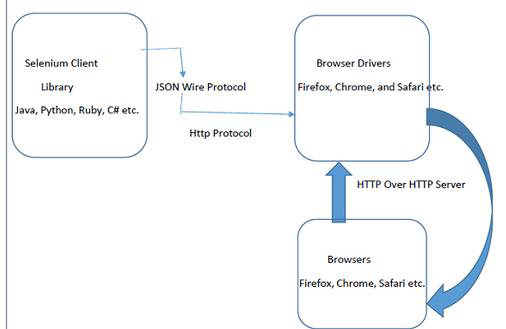 Selenium Client
Library
Java, Python, Ruby, C# etc.
JSON Wire Protocol
Http Protocol
Browser Drivers
Firefox, Chrome, and Safari etc.
HTTP Over HTTP Server
Browsers
Firefox, Chrome, Safari etc.